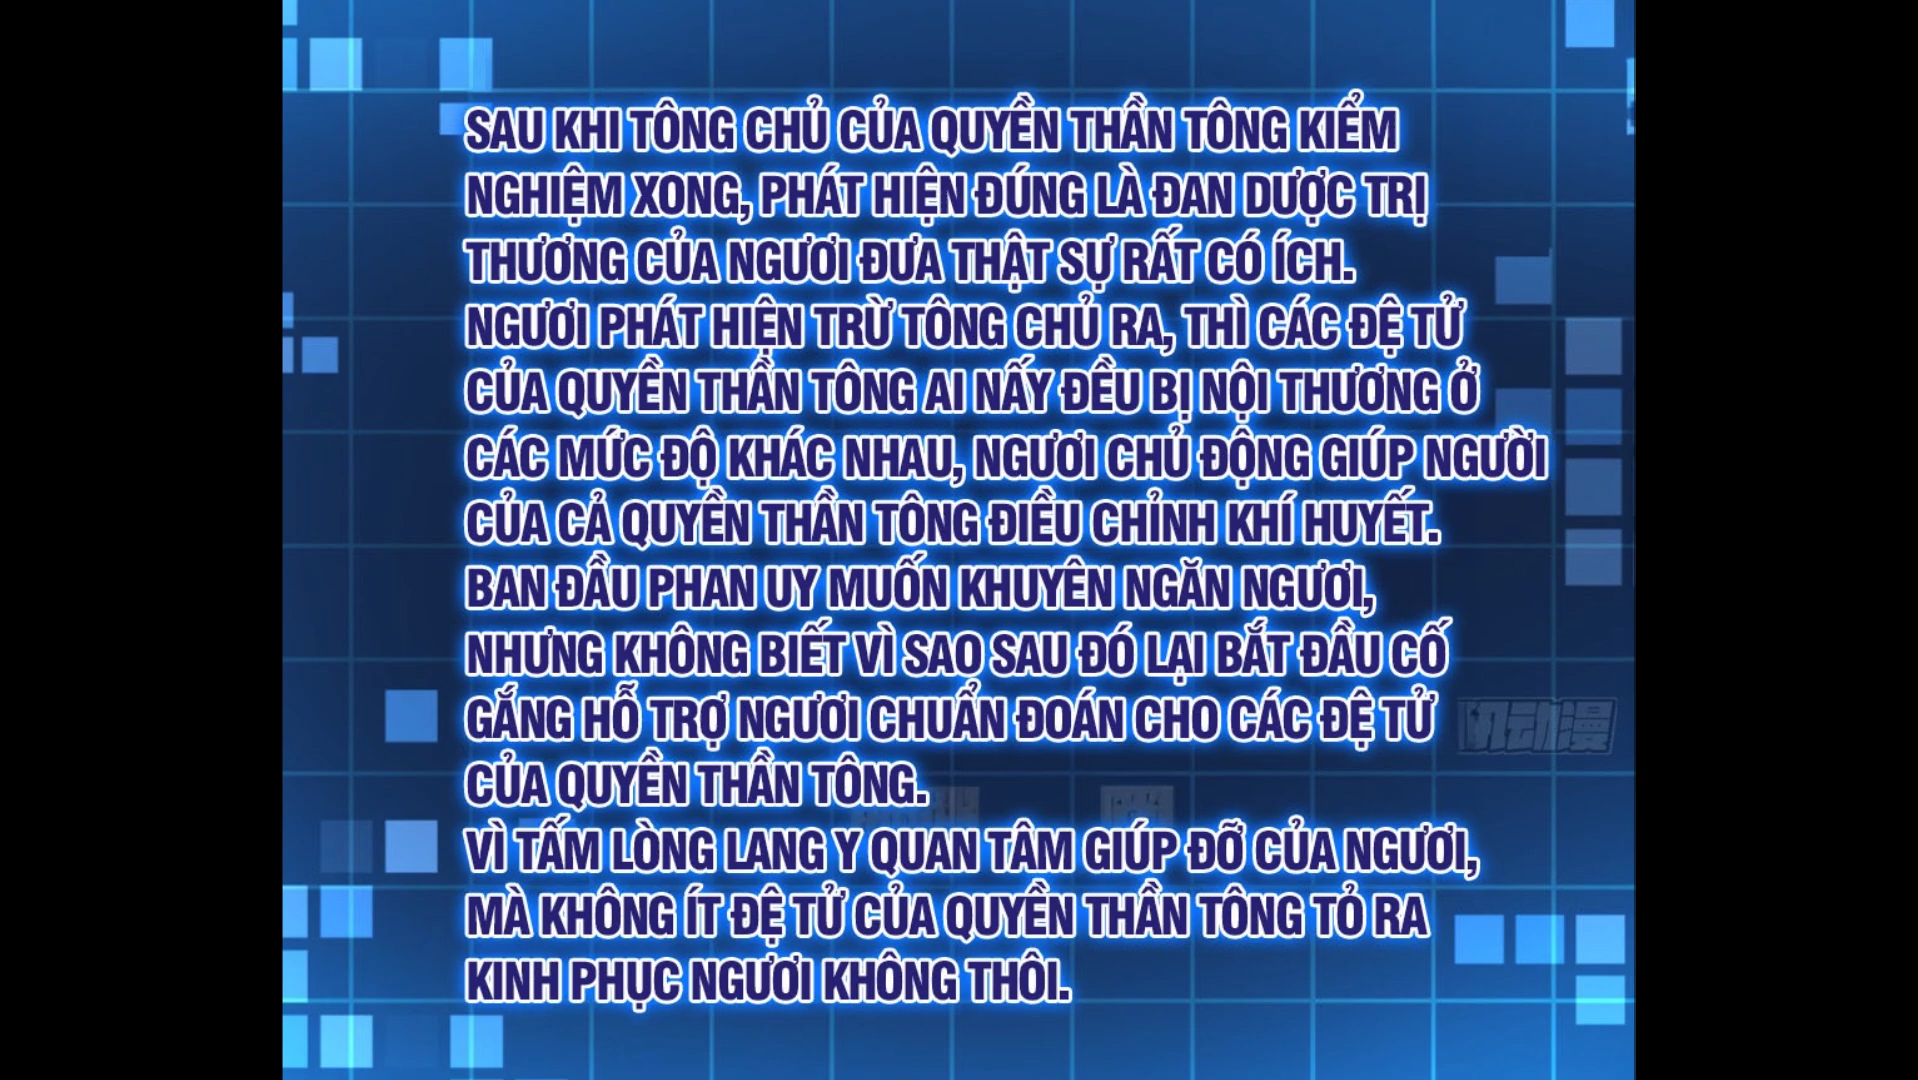 SAU KHI TÔNG CHỦ CỦA QUYỀN THẦN TÔNG KIỂM
NGHIỆM XONG, PHÁT HIỆN ĐÚNG LÀ ĐAN DƯỢC TRỊ
THƯƠNG CỦA NGƯƠI ĐƯA THẬT SỰ RẤT CÓ ÍCH.
NGƯƠI PHÁT HIỆN TRỪ TÔNG CHỦ RA, THÌ CÁC ĐỆ TỬ
CỦA QUYỀN THẦN TÔNG AI NẤY ĐỀU BỊ NỘI THƯƠNG Ở
CÁC MỨC ĐỘ KHÁC NHAU, NGƯƠI CHỦ ĐỘNG GIÚP NGƯỜI
CỦA CẢ QUYỀN THẦN TÔNG ĐIỀU CHỈNH KHÍ HUYẾT.
BAN ĐẦU PHAN UY MUỐN KHUYÊN NGĂN NGƯƠI,
NHƯNG KHÔNG BIẾT VÌ SAO SAU ĐÓ LẠI BẮT ĐẦU CỐ
GẮNG HỖ TRỢ NGƯƠI CHUẨN ĐOÁN CHO CÁC ĐỆ TỬ
CỦA QUYỀN THẦN TÔNG.
VÌ TẤM LÒNG LANG Y QUAN TÂM GIÚP ĐỠ CỦA NGƯƠI,
MÀ KHÔNG ÍT ĐỆ TỬ CỦA QUYỀN THẦN TÔNG TỎ RA
KINH PHỤC NGƯƠI KHÔNG THÔI.